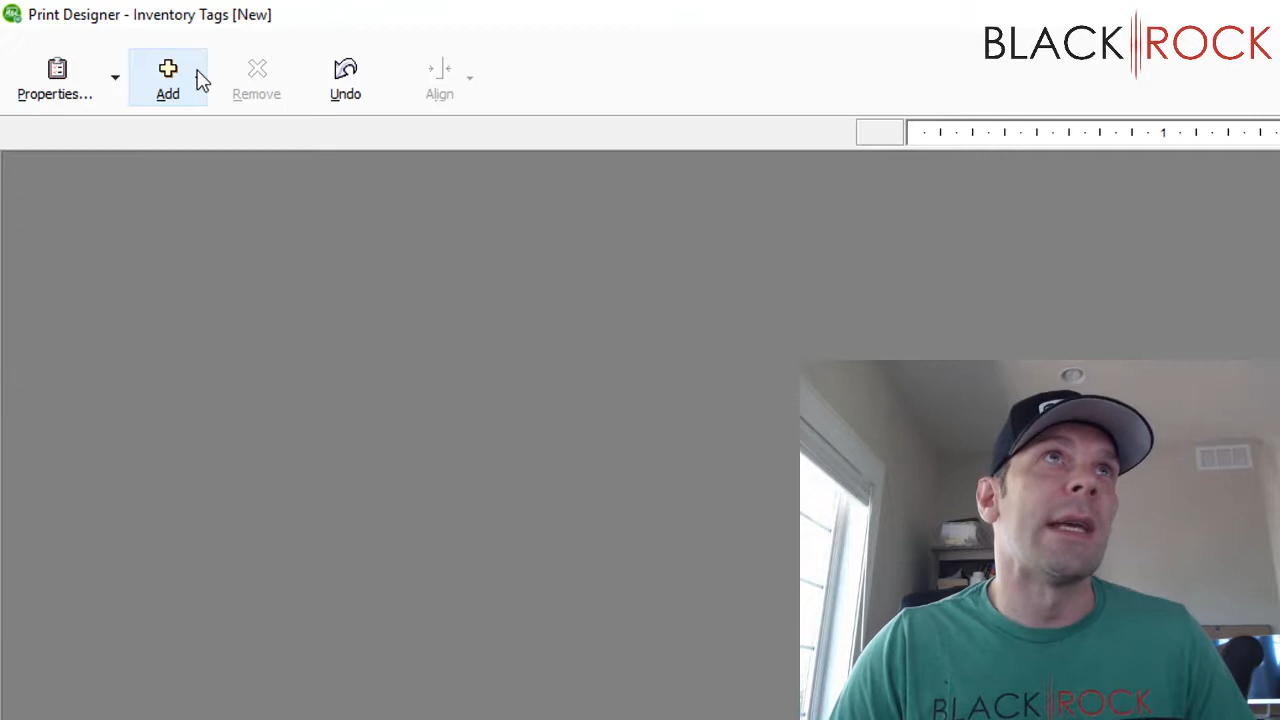 Print Designer - Inventory Tags [New]
BLACK ROCK
Properties...
Add
Remove
Undo
Align
1
BLACK ROCK